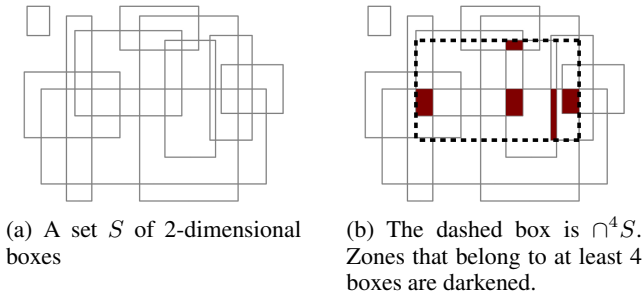 (a) A set S of 2-dimensional
boxes
(b) The dashed box is ∩⁴S.
Zones that belong to at least 4
boxes are darkened.